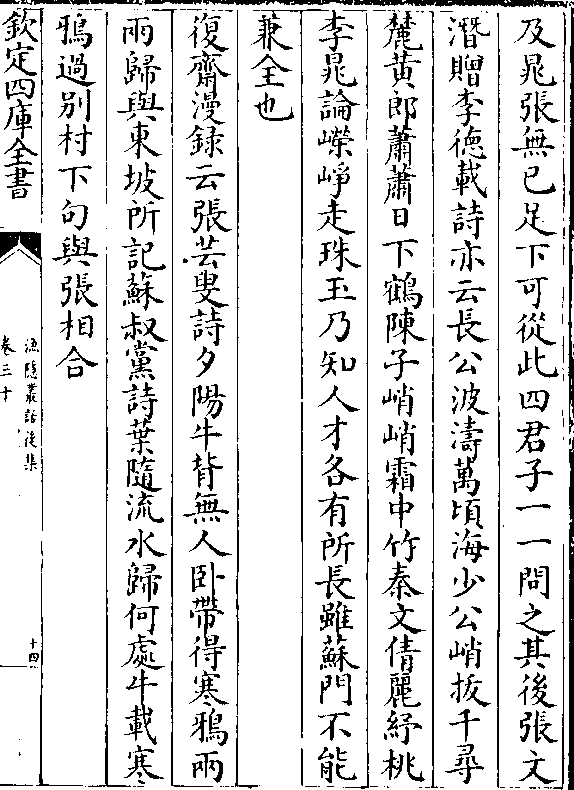 及晁張無已足下可從此四君子一一問之其後張文
潛贈李德載詩亦云長公波濤萬頃海少公峭拔千尋
麓黃郎蕭蕭日下鶴陳子峭峭霜中竹秦文倩麗紓桃
李晁論嶸崢走珠玉乃知人才各有所長雖蘇門不能
兼全也
復齋漫録云張芸叟詩夕陽牛背無人卧帶得寒鴉兩
兩歸與東坡所記蘇叔黨詩葉隨流水歸何處牛載寒
鴉過別村下句與張相合
欽定四庫全書
漁隱叢話後集
卷三十
十四